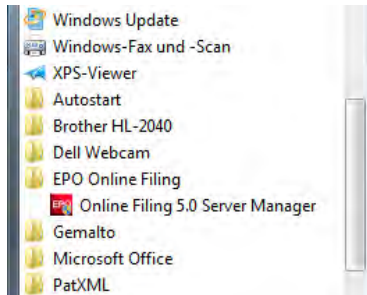 Windows Update
Windows-Fax und -Scan
XPS-Viewer
Autostart
Brother HL-2040
Dell Webcam
EPO Online Filing
EPO Online Filing 5.0 Server Manager
Gemalto
Microsoft Office
PatXML